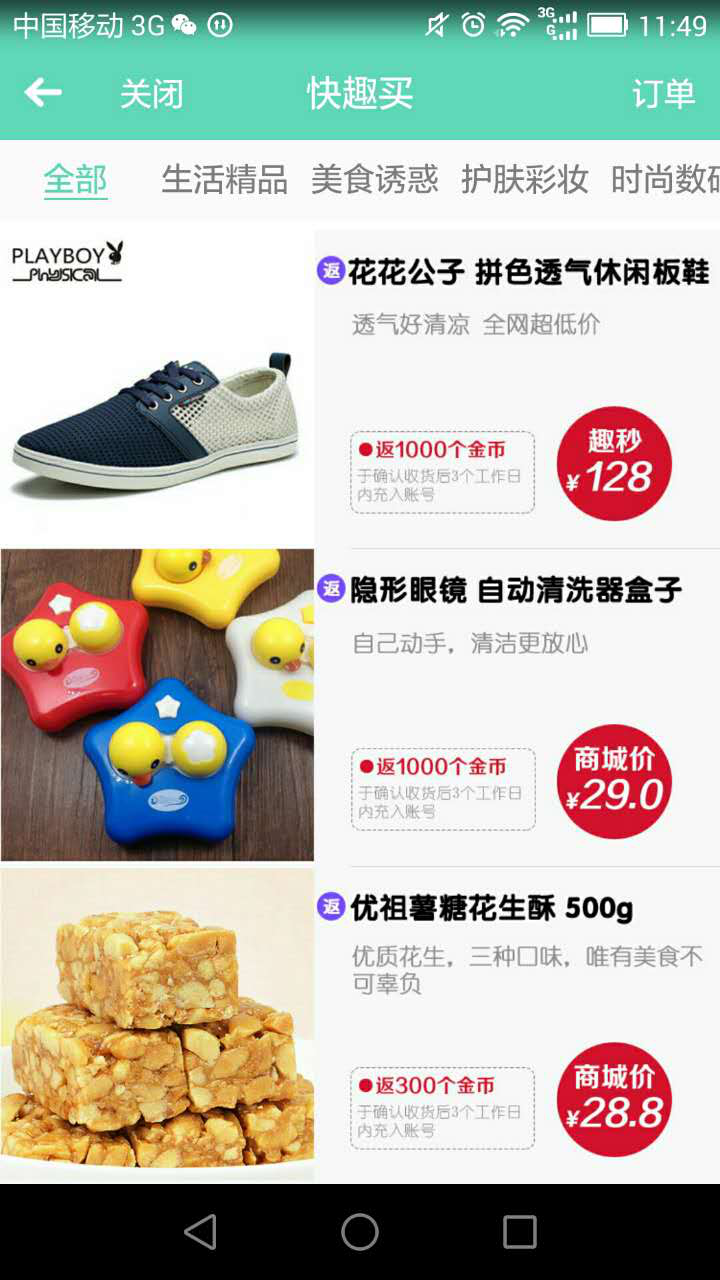 中国移动 3G
3G
G
11:49
关闭
快趣买
订单
全部
生活精品
美食诱惑
护肤彩妆
时尚数码
PLAYBOY
PhYSICAL
返 花花公子 拼色透气休闲板鞋
透气好清凉 全网超低价
返1000个金币
于确认收货后3个工作日
内充入账号
趣秒
¥128
返 隐形眼镜 自动清洗器盒子
自己动手，清洁更放心
返1000个金币
于确认收货后3个工作日
内充入账号
商城价
¥29.0
返 优祖薯糖花生酥 500g
优质花生，三种口味，唯有美食不
可辜负
返300个金币
于确认收货后3个工作日
内充入账号
商城价
¥28.8